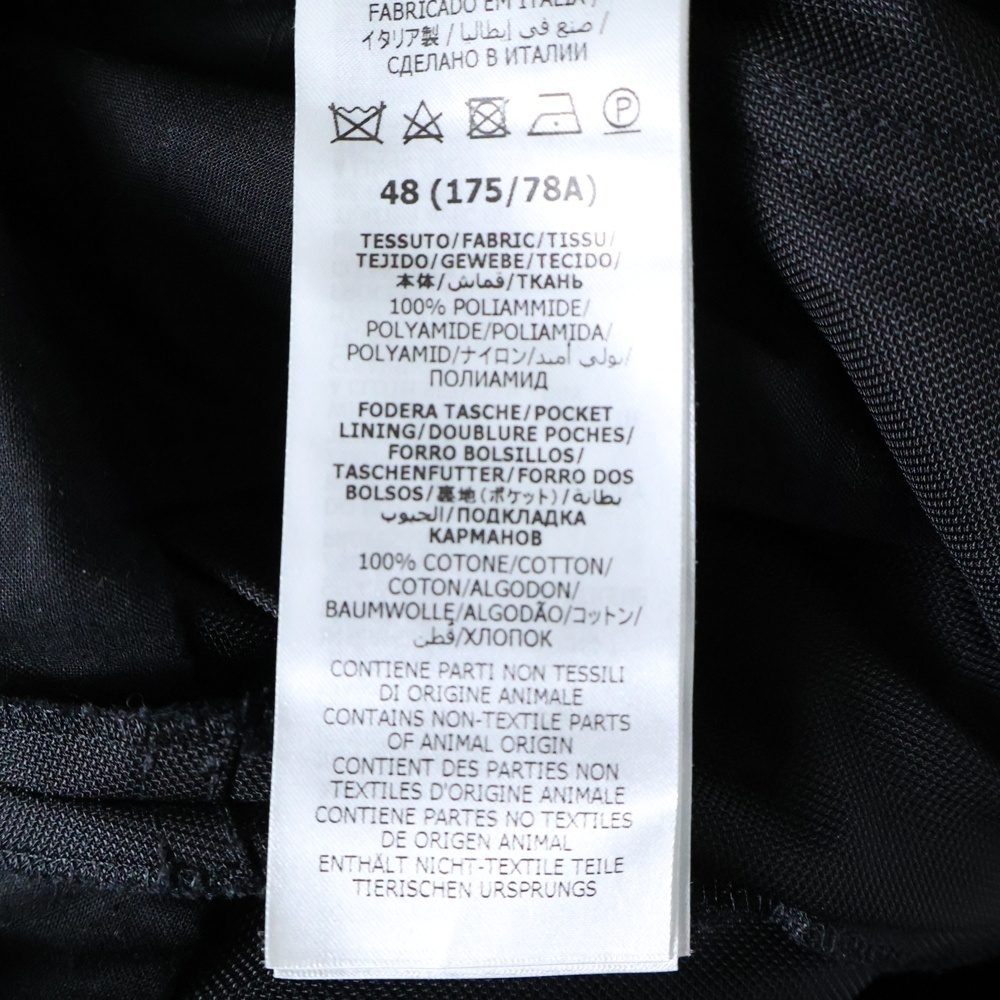 FABRICADO EM ITALIA/
イタリア製 / صنع في إيطاليا /
СДЕЛАНО В ИТАЛИИ
P
48 (175/78A)
TESSUTO/FABRIC/TISSU/
TEJIDO/GEWEBE/TECIDO/
本体/قماش/ТКАНЬ
100% POLIAMMIDE/
POLYAMIDE/POLIAMIDA/
POLYAMID/ナイロン/بولي أميد/
ПОЛИАМИД
FODERA TASCHE/POCKET
LINING/DOUBLURE POCHES/
FORRO BOLSILLOS/
TASCHENFUTTER/FORRO DOS
BOLSOS/裏地(ポケット)/بطانة
الجيوب/ПОДКЛАДКА
КАРМАНОВ
100% COTONE/COTTON/
COTON/ALGODON/
BAUMWOLLE/ALGODÃO/コットン/
قطن/ХЛОПОК
CONTIENE PARTI NON TESSILI
DI ORIGINE ANIMALE
CONTAINS NON-TEXTILE PARTS
OF ANIMAL ORIGIN
CONTIENT DES PARTIES NON
TEXTILES D'ORIGINE ANIMALE
CONTIENE PARTES NO TEXTILES
DE ORIGEN ANIMAL
ENTHÄLT NICHT-TEXTILE TEILE
TIERISCHEN URSPRUNGS